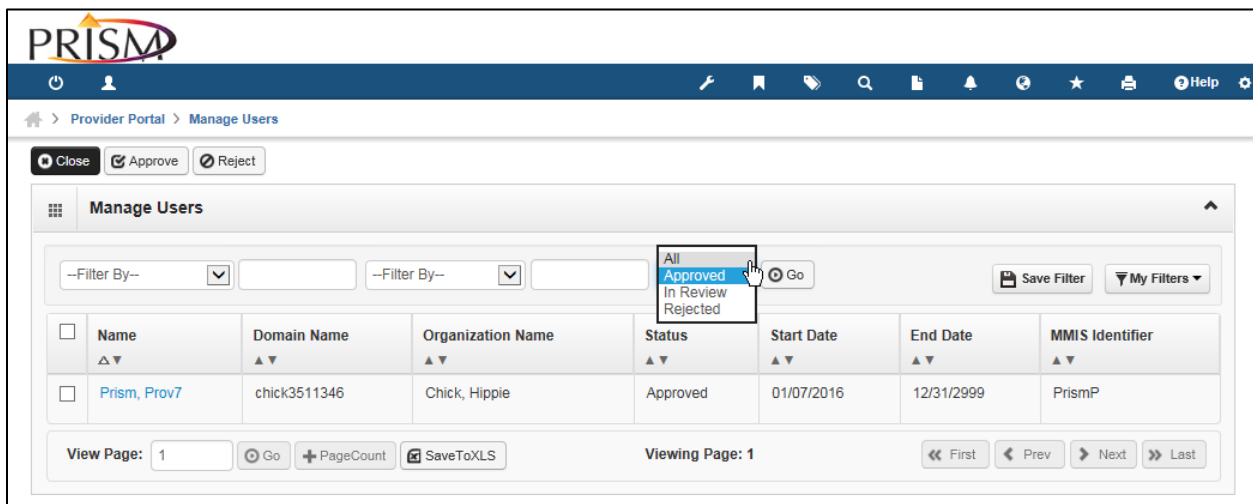 PRISM
Help
Provider Portal > Manage Users
Close Approve Reject
Manage Users
--Filter By-- --Filter By-- All
Approved
In Review
Rejected
Go Save Filter My Filters
Name Domain Name Organization Name Status Start Date End Date MMIS Identifier
Prism, Prov7 chick3511346 Chick, Hippie Approved 01/07/2016 12/31/2999 PrismP
View Page: 1 Go PageCount SaveToXLS Viewing Page: 1 First Prev Next Last